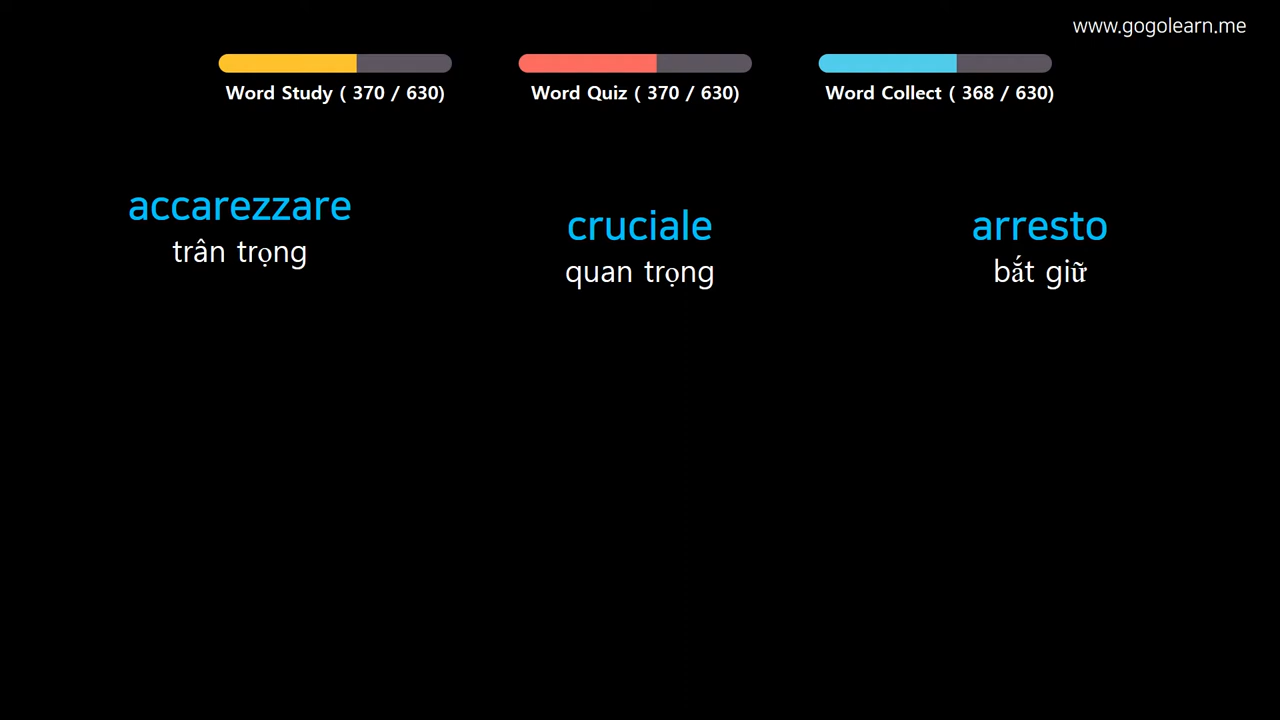 www.gogolearn.me
Word Study ( 370 / 630)
Word Quiz ( 370 / 630)
Word Collect ( 368 / 630)
accarezzare
trân trọng
cruciale
quan trọng
arresto
bắt giữ